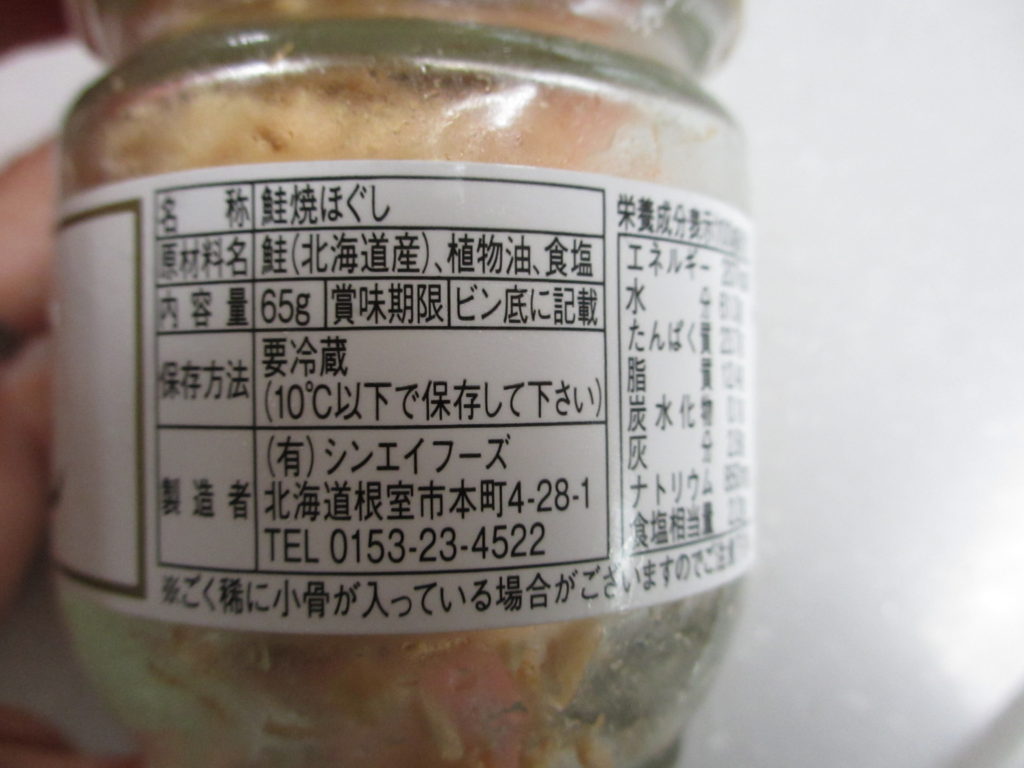 名称 鮭焼ほぐし
原材料名 鮭(北海道産)、植物油、食塩
内容量 65g 賞味期限 ビン底に記載
保存方法 要冷蔵
(10℃以下で保存して下さい)
製造者 (有)シンエイフーズ
北海道根室市本町4-28-1
TEL 0153-23-4522
※ごく稀に小骨が入っている場合がございますのでご注意
栄養成分表示
エネルギー
水分
たんぱく質
脂質
炭水化物
灰分
ナトリウム
食塩相当量